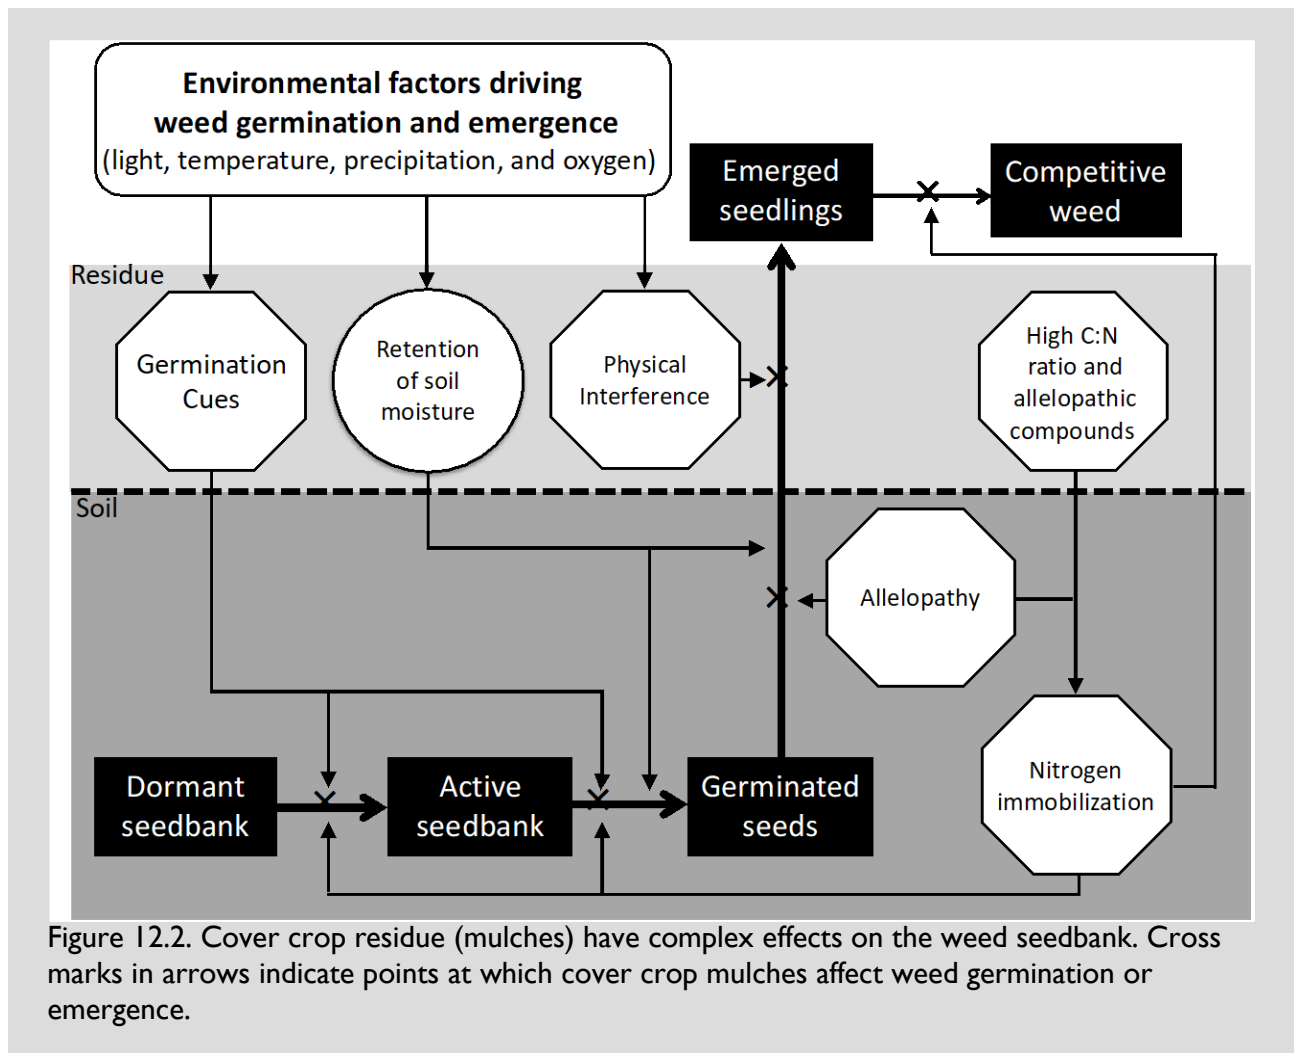 Environmental factors driving
weed germination and emergence
(light, temperature, precipitation, and oxygen)
Emerged
seedlings
Competitive
weed
Residue
Germination
Cues
Retention
of soil
moisture
Physical
Interference
High C:N
ratio and
allelopathic
compounds
Soil
Allelopathy
Dormant
seedbank
Active
seedbank
Germinated
seeds
Nitrogen
immobilization
Figure 12.2. Cover crop residue (mulches) have complex effects on the weed seedbank. Cross
marks in arrows indicate points at which cover crop mulches affect weed germination or
emergence.